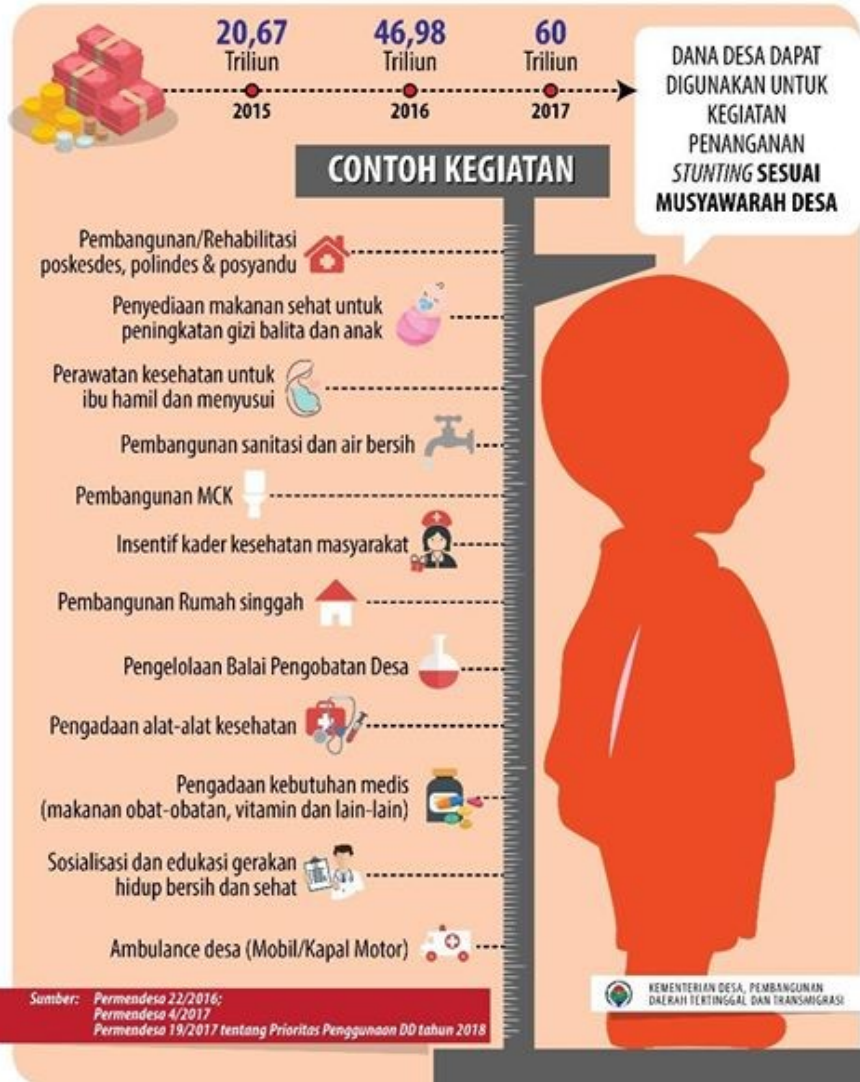 20,67
Triliun
2015
46,98
Triliun
2016
60
Triliun
2017
DANA DESA DAPAT
DIGUNAKAN UNTUK
KEGIATAN
PENANGANAN
STUNTING SESUAI
MUSYAWARAH DESA
CONTOH KEGIATAN
Pembangunan/Rehabilitasi
poskesdes, polindes & posyandu
Penyediaan makanan sehat untuk
peningkatan gizi balita dan anak
Perawatan kesehatan untuk
ibu hamil dan menyusui
Pembangunan sanitasi dan air bersih
Pembangunan MCK
Insentif kader kesehatan masyarakat
Pembangunan Rumah singgah
Pengelolaan Balai Pengobatan Desa
Pengadaan alat-alat kesehatan
Pengadaan kebutuhan medis
(makanan obat-obatan, vitamin dan lain-lain)
Sosialisasi dan edukasi gerakan
hidup bersih dan sehat
Ambulance desa (Mobil/Kapal Motor)
Sumber: Permendesa 22/2016;
Permendesa 4/2017
Permendesa 19/2017 tentang Prioritas Penggunaan DD tahun 2018
KEMENTERIAN DESA, PEMBANGUNAN
DAERAH TERTINGGAL DAN TRANSMIGRASI